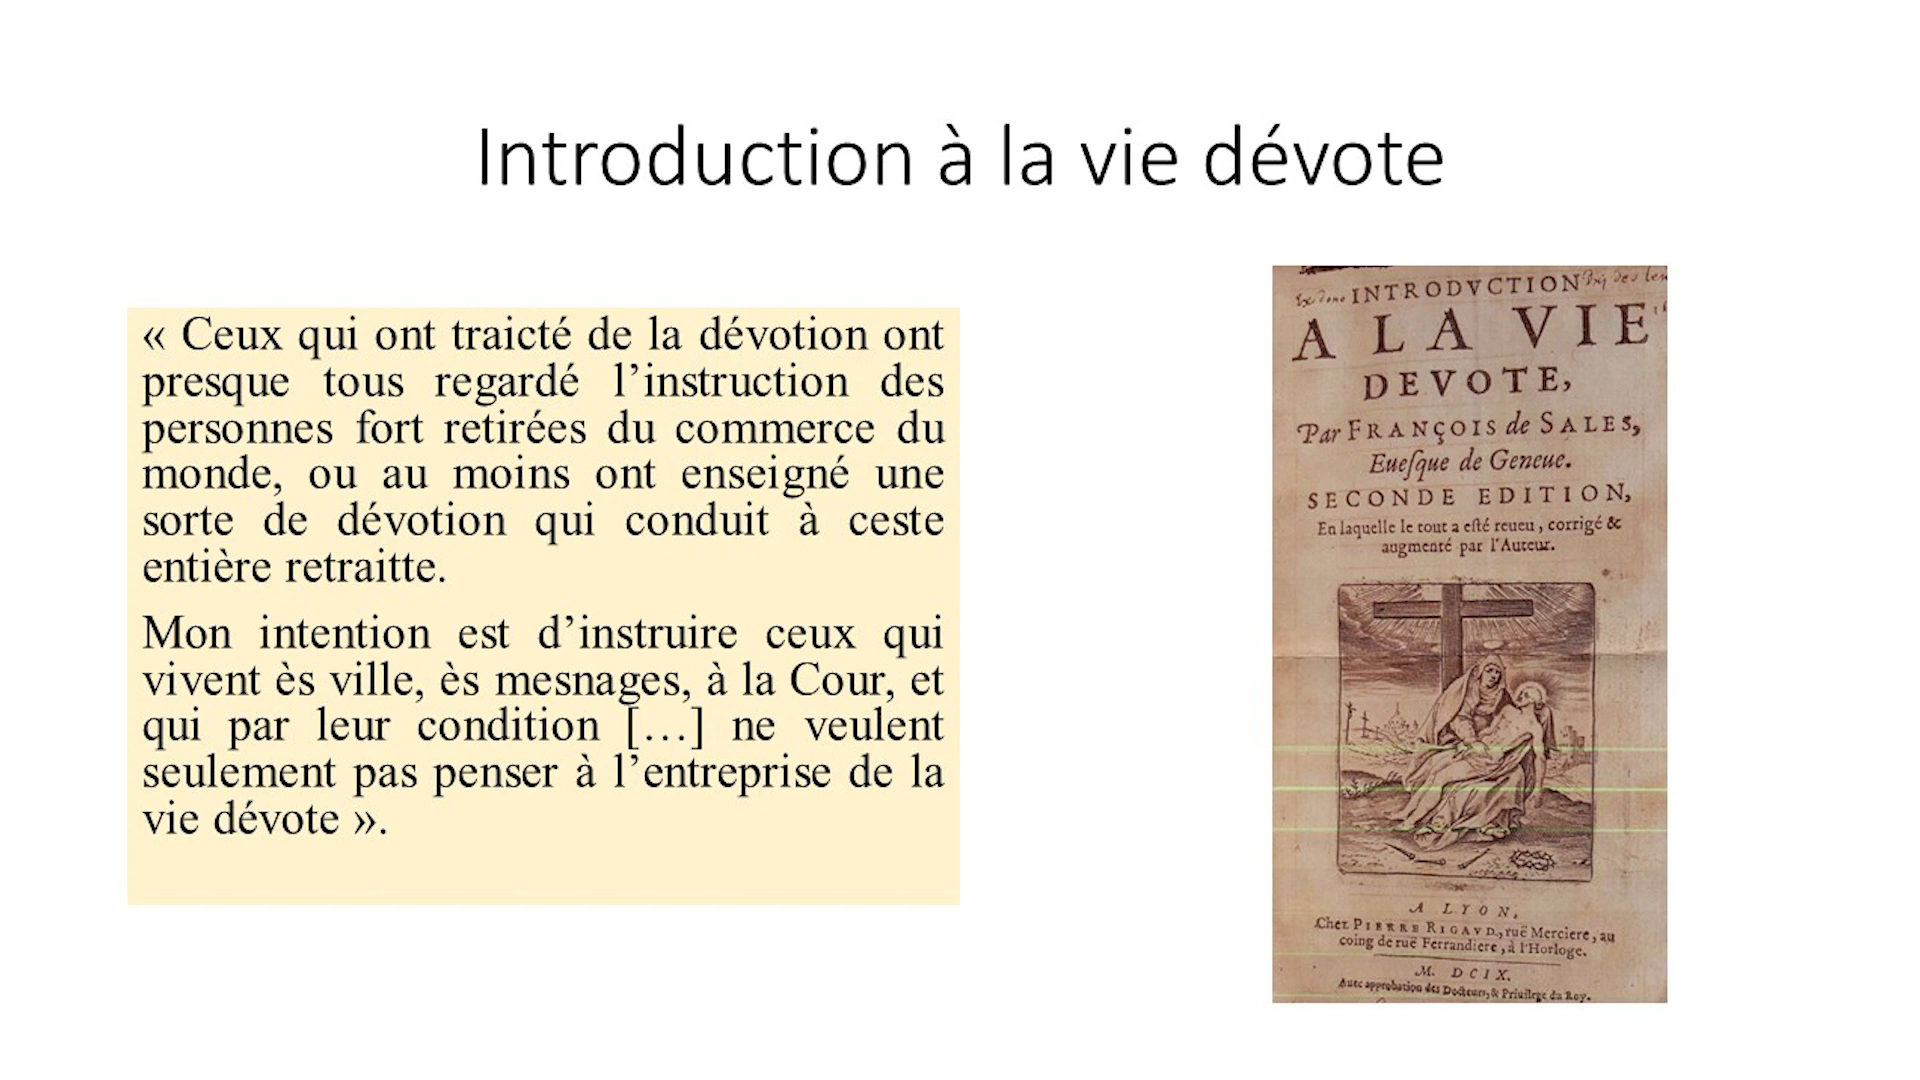 Introduction à la vie dévote
« Ceux qui ont traicté de la dévotion ont
presque tous regardé l’instruction des
personnes fort retirées du commerce du
monde, ou au moins ont enseigné une
sorte de dévotion qui conduit à ceste
entière retraitte.
Mon intention est d’instruire ceux qui
vivent ès ville, ès mesnages, à la Cour, et
qui par leur condition […] ne veulent
seulement pas penser à l’entreprise de la
vie dévote ».
Ex dono INTRODVCTION
A LA VIE
DEVOTE,
Par FRANÇOIS de SALES,
Eueſque de Geneue.
SECONDE EDITION,
En laquelle le tout a eſté reueu, corrigé &
augmenté par l'Auteur.
A LYON,
Chez PIERRE RIGAVD, ruë Merciere, au
coing de ruë Ferrandiere, à l'Horloge.
M. DCIX.
Auec approbation des Docteurs, & Priuilege du Roy.